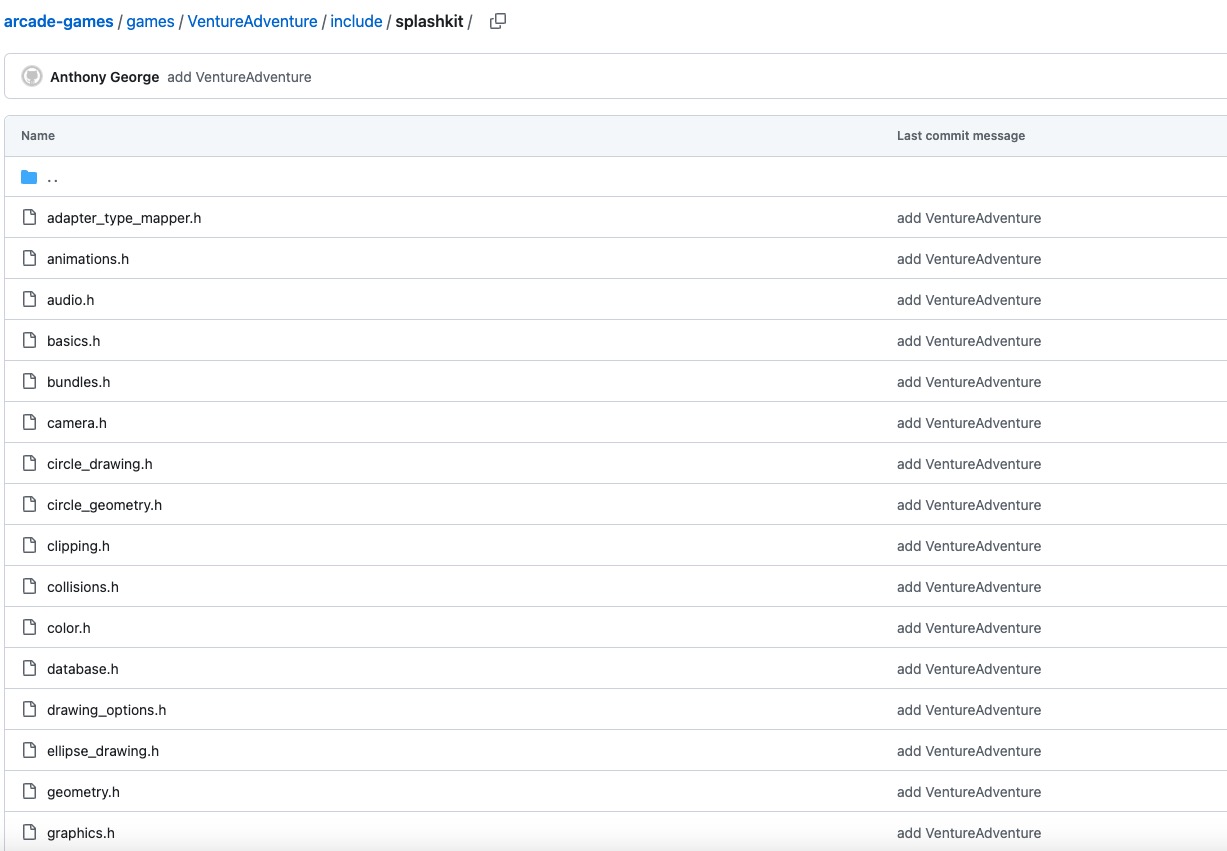 arcade-games / games / VentureAdventure / include / splashkit /
Anthony George add VentureAdventure
Name Last commit message
..
adapter_type_mapper.h add VentureAdventure
animations.h add VentureAdventure
audio.h add VentureAdventure
basics.h add VentureAdventure
bundles.h add VentureAdventure
camera.h add VentureAdventure
circle_drawing.h add VentureAdventure
circle_geometry.h add VentureAdventure
clipping.h add VentureAdventure
collisions.h add VentureAdventure
color.h add VentureAdventure
database.h add VentureAdventure
drawing_options.h add VentureAdventure
ellipse_drawing.h add VentureAdventure
geometry.h add VentureAdventure
graphics.h add VentureAdventure